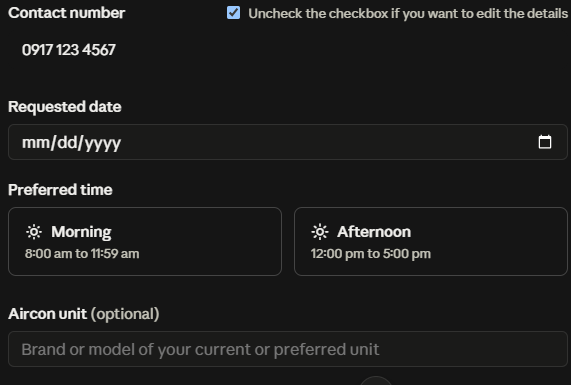 Contact number
Uncheck the checkbox if you want to edit the details
0917 123 4567
Requested date
mm/dd/yyyy
Preferred time
Morning
8:00 am to 11:59 am
Afternoon
12:00 pm to 5:00 pm
Aircon unit (optional)
Brand or model of your current or preferred unit